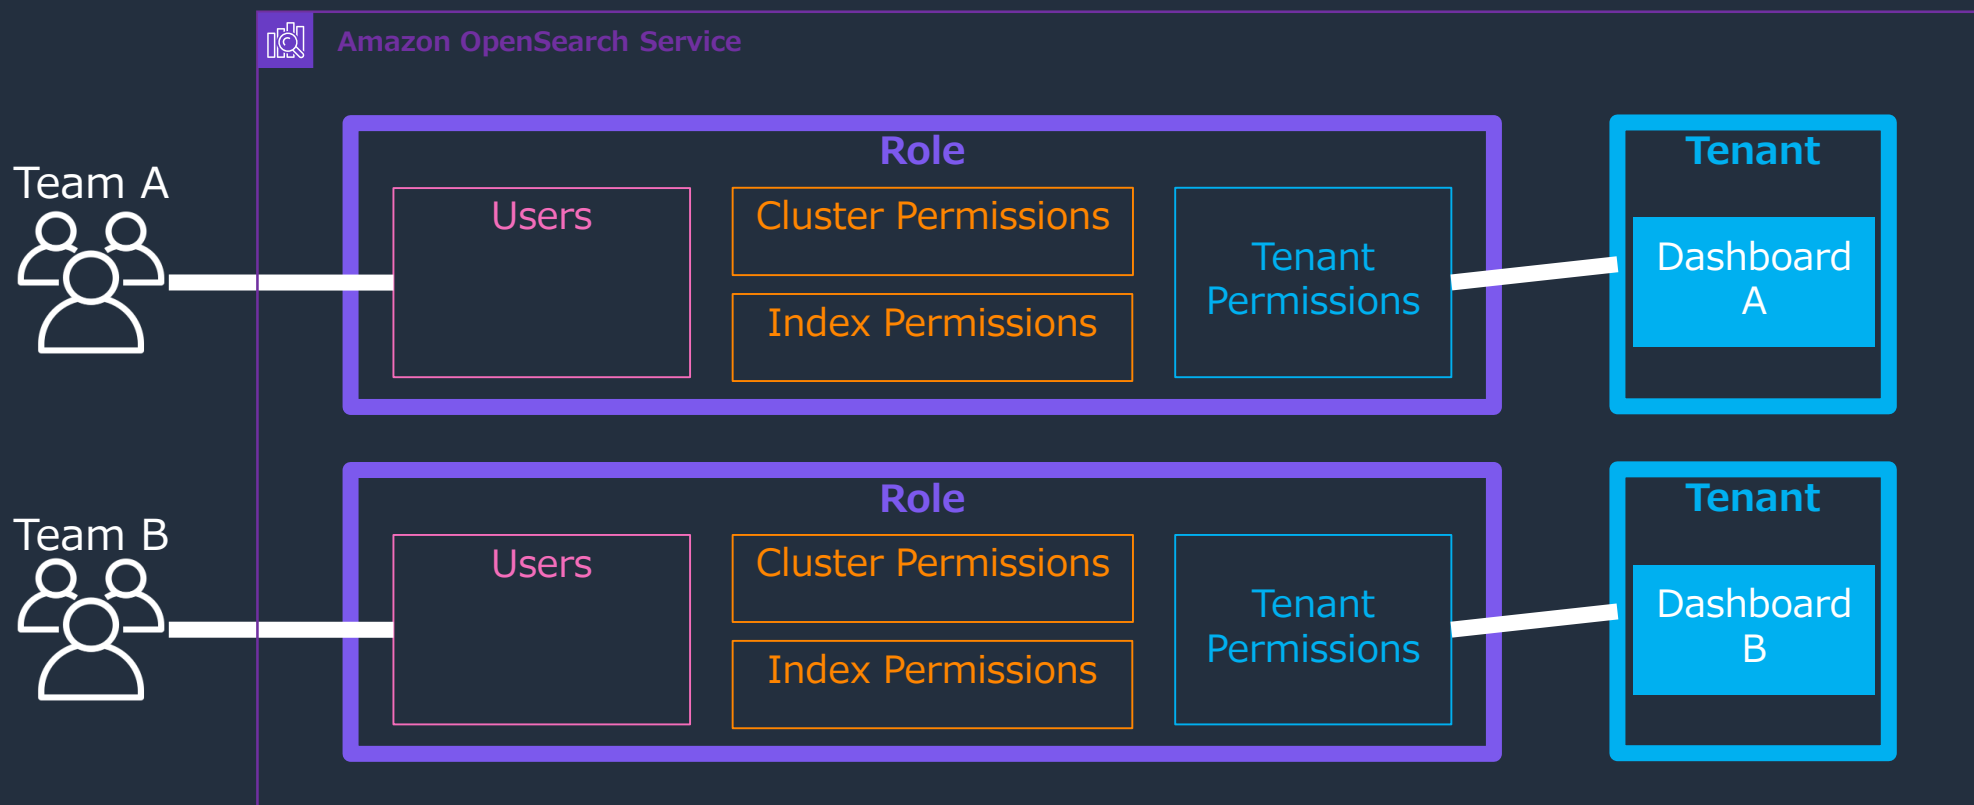 Amazon OpenSearch Service
Team A
Role
Users
Cluster Permissions
Index Permissions
Tenant
Permissions
Tenant
Dashboard
A
Team B
Role
Users
Cluster Permissions
Index Permissions
Tenant
Permissions
Tenant
Dashboard
B